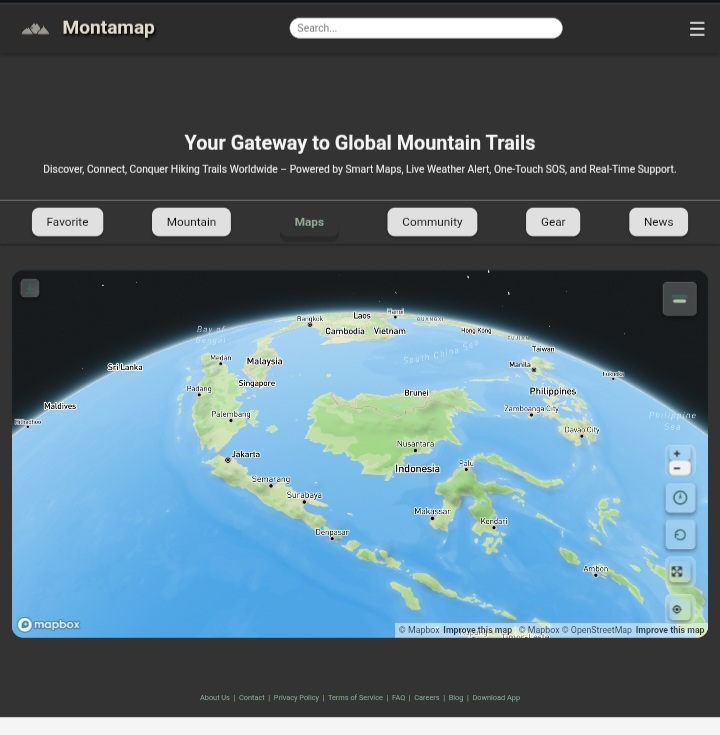 Montamap
Search...
Your Gateway to Global Mountain Trails
Discover, Connect, Conquer Hiking Trails Worldwide – Powered by Smart Maps, Live Weather Alert, One-Touch SOS, and Real-Time Support.
Favorite Mountain Maps Community Gear News
Laos
Hanoi
Bangkok
Hong Kong
Bay of Bengal
Cambodia Vietnam
South China Sea
Taiwan
Medan
Malaysia
Sri Lanka
Manila
Singapore
Padang
Brunei
Philippines
Maldives
Palembang
Zamboanga City
Philippine Sea
Davao City
Nusantara
Jakarta
Indonesia
Palu
Semarang
Surabaya
Makassar
Kendari
Denpasar
Ambon
mapbox
© Mapbox Improve this map © Mapbox © OpenStreetMap Improve this map
About Us | Contact | Privacy Policy | Terms of Service | FAQ | Careers | Blog | Download App